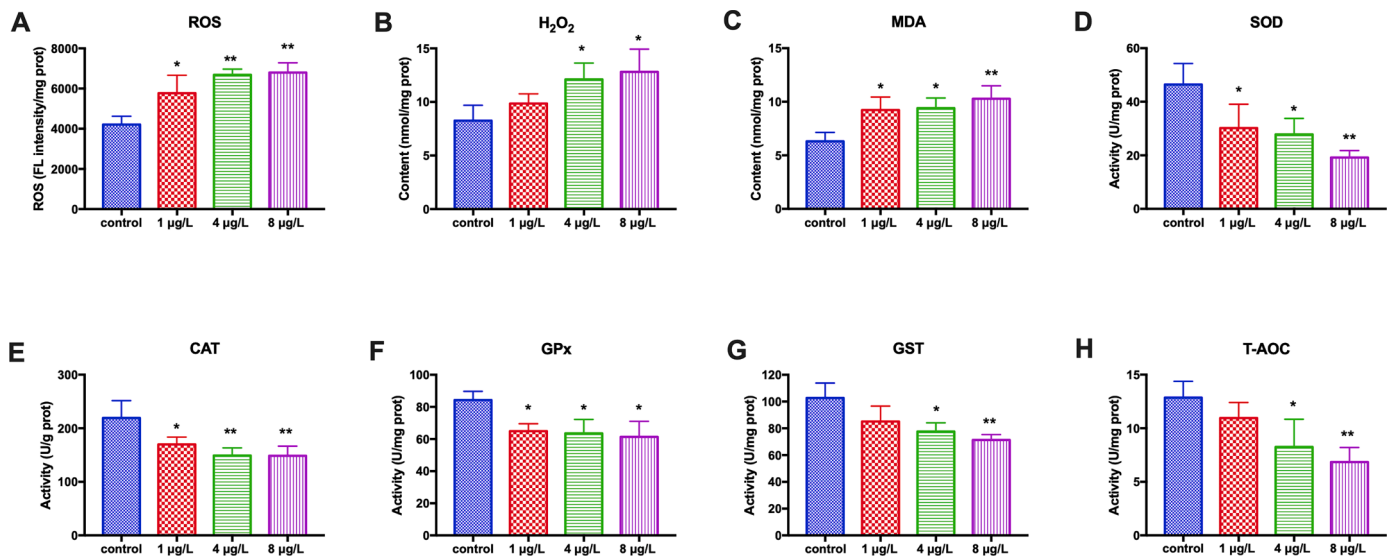 A
ROS
ROS (FL intensity/mg prot)
8000
6000
4000
2000
0
*
**
**
control
1 µg/L
4 µg/L
8 µg/L
B
H₂O₂
Content (nmol/mg prot)
15
10
5
0
*
*
control
1 µg/L
4 µg/L
8 µg/L
C
MDA
Content (nmol/mg prot)
15
10
5
0
*
*
**
control
1 µg/L
4 µg/L
8 µg/L
D
SOD
Activity (U/mg prot)
60
40
20
0
*
*
**
control
1 µg/L
4 µg/L
8 µg/L
E
CAT
Activity (U/g prot)
300
200
100
0
*
**
**
control
1 µg/L
4 µg/L
8 µg/L
F
GPx
Activity (U/mg prot)
100
80
60
40
20
0
*
*
*
control
1 µg/L
4 µg/L
8 µg/L
G
GST
Activity (U/mg prot)
120
100
80
60
40
20
0
*
**
control
1 µg/L
4 µg/L
8 µg/L
H
T-AOC
Activity (U/mg prot)
15
10
5
0
*
**
control
1 µg/L
4 µg/L
8 µg/L